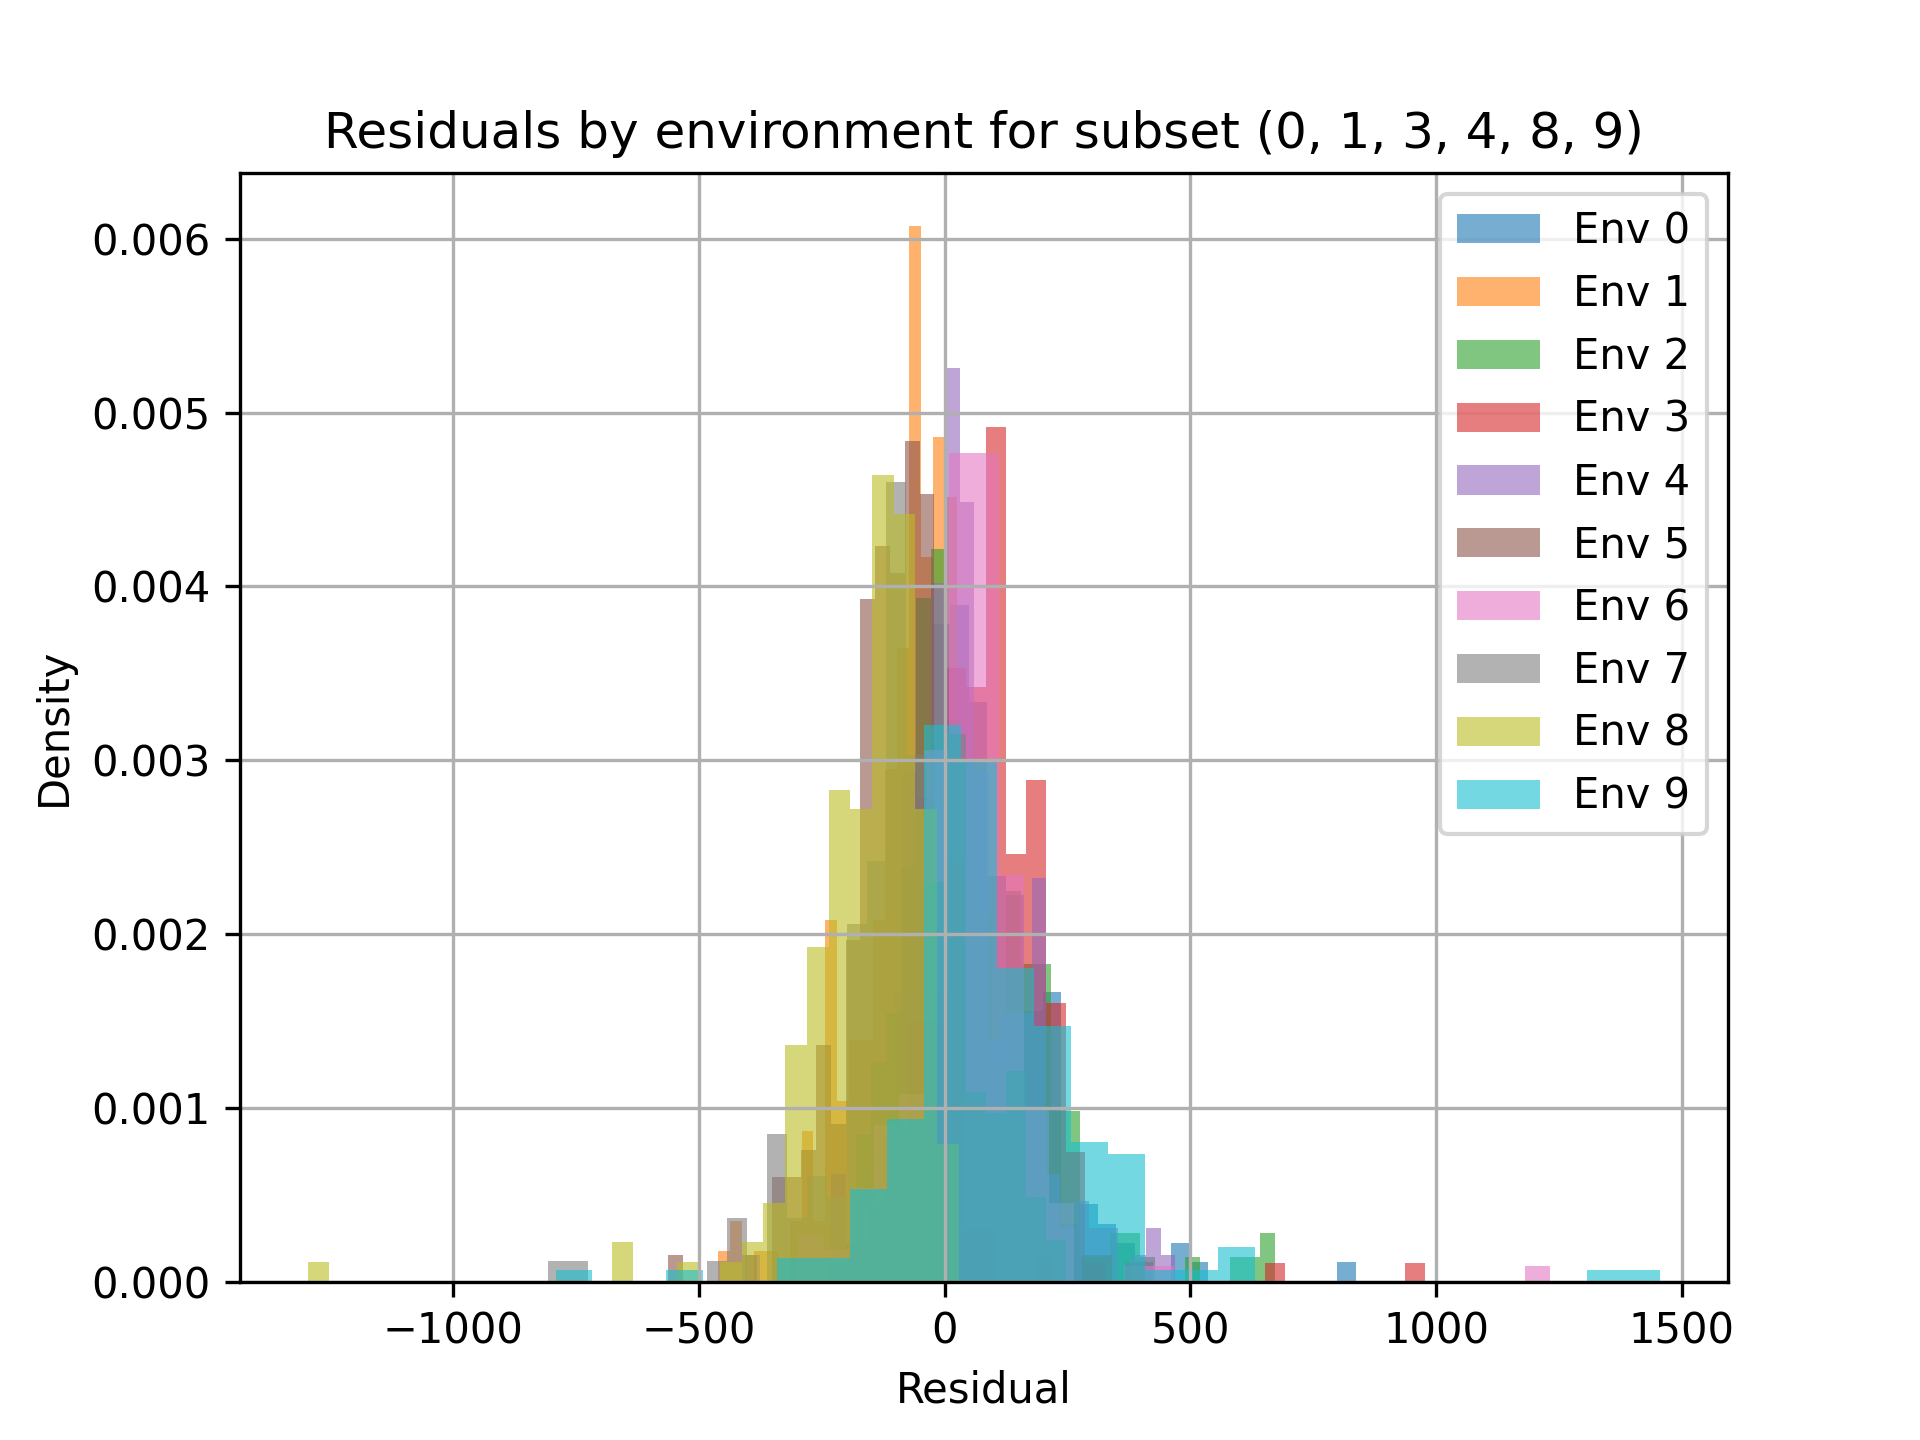 Residuals by environment for subset (0, 1, 3, 4, 8, 9)
Density
0.006
0.005
0.004
0.003
0.002
0.001
0.000
−1000
−500
0
500
1000
1500
Residual
Env 0
Env 1
Env 2
Env 3
Env 4
Env 5
Env 6
Env 7
Env 8
Env 9